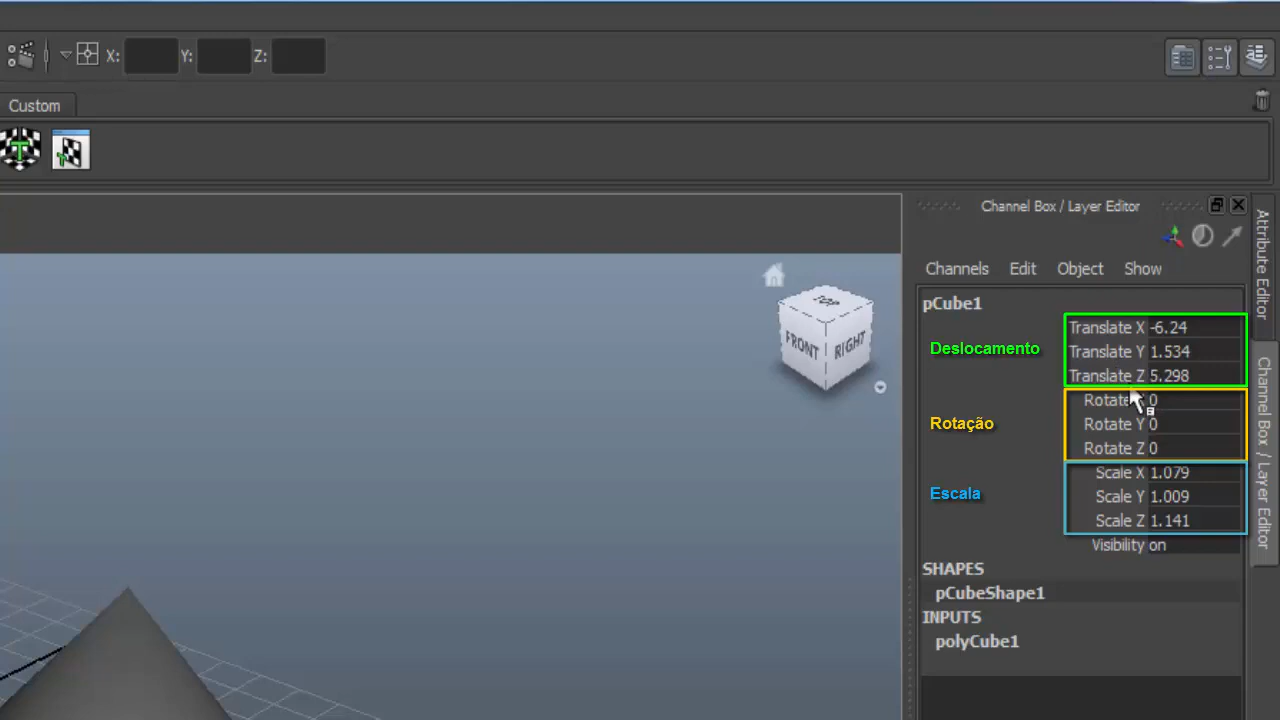 X: Y: Z:
Custom
Channel Box / Layer Editor
Channels Edit Object Show
pCube1
Translate X -6.24
Deslocamento
Translate Y 1.534
Translate Z 5.298
Rotate 0
Rotação
Rotate Y 0
Rotate Z 0
Scale X 1.079
Escala
Scale Y 1.009
Scale Z 1.141
Visibility on
SHAPES
pCubeShape1
INPUTS
polyCube1
TOP
FRONT
RIGHT
Attribute Editor
Channel Box / Layer Editor